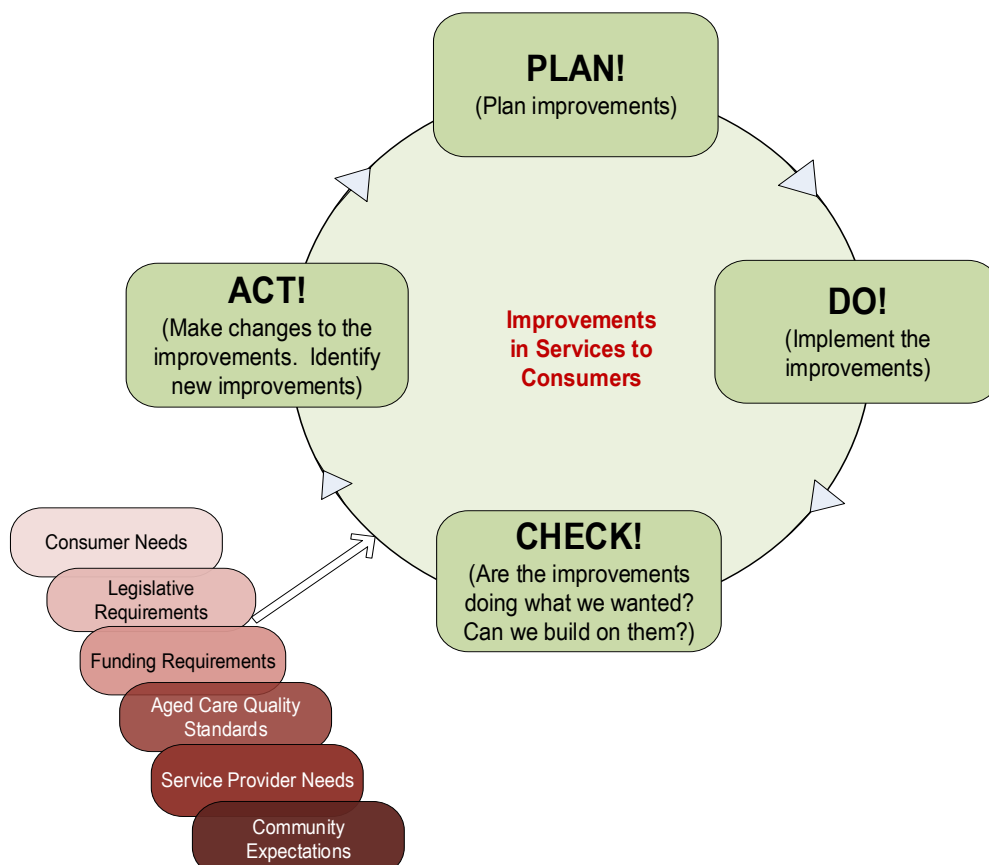 PLAN!
(Plan improvements)
ACT!
(Make changes to the
improvements.  Identify
new improvements)
Improvements
in Services to
Consumers
DO!
(Implement the
improvements)
CHECK!
(Are the improvements
doing what we wanted?
Can we build on them?)
Consumer Needs
Legislative
Requirements
Funding Requirements
Aged Care Quality
Standards
Service Provider Needs
Community
Expectations